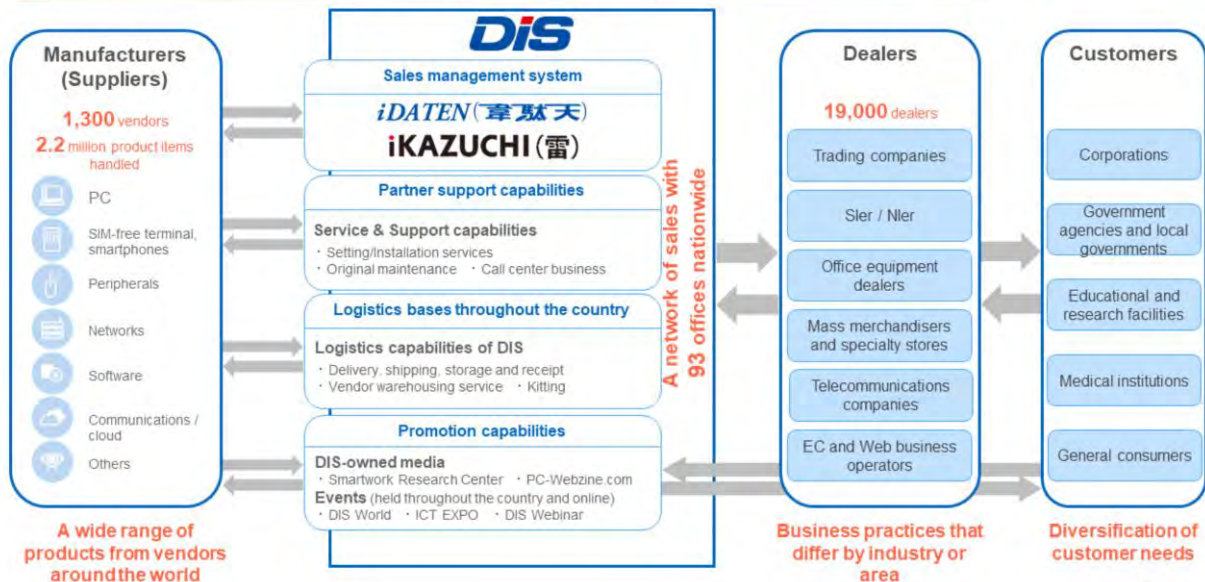 Manufacturers
(Suppliers)
1,300 vendors
2.2 million product items
handled
PC
SIM-free terminal,
smartphones
Peripherals
Networks
Software
Communications /
cloud
Others
A wide range of
products from vendors
around the world
DiS
Sales management system
iDATEN(韋駄天)
iKAZUCHI(雷)
Partner support capabilities
Service & Support capabilities
・Setting/Installation services
・Original maintenance ・Call center business
Logistics bases throughout the country
Logistics capabilities of DIS
・Delivery, shipping, storage and receipt
・Vendor warehousing service ・Kitting
Promotion capabilities
DIS-owned media
・Smartwork Research Center ・PC-Webzine.com
Events (held throughout the country and online)
・DIS World ・ICT EXPO ・DIS Webinar
A network of sales with
93 offices nationwide
Dealers
19,000 dealers
Trading companies
SIer / NIer
Office equipment
dealers
Mass merchandisers
and specialty stores
Telecommunications
companies
EC and Web business
operators
Business practices that
differ by industry or
area
Customers
Corporations
Government
agencies and local
governments
Educational and
research facilities
Medical institutions
General consumers
Diversification of
customer needs